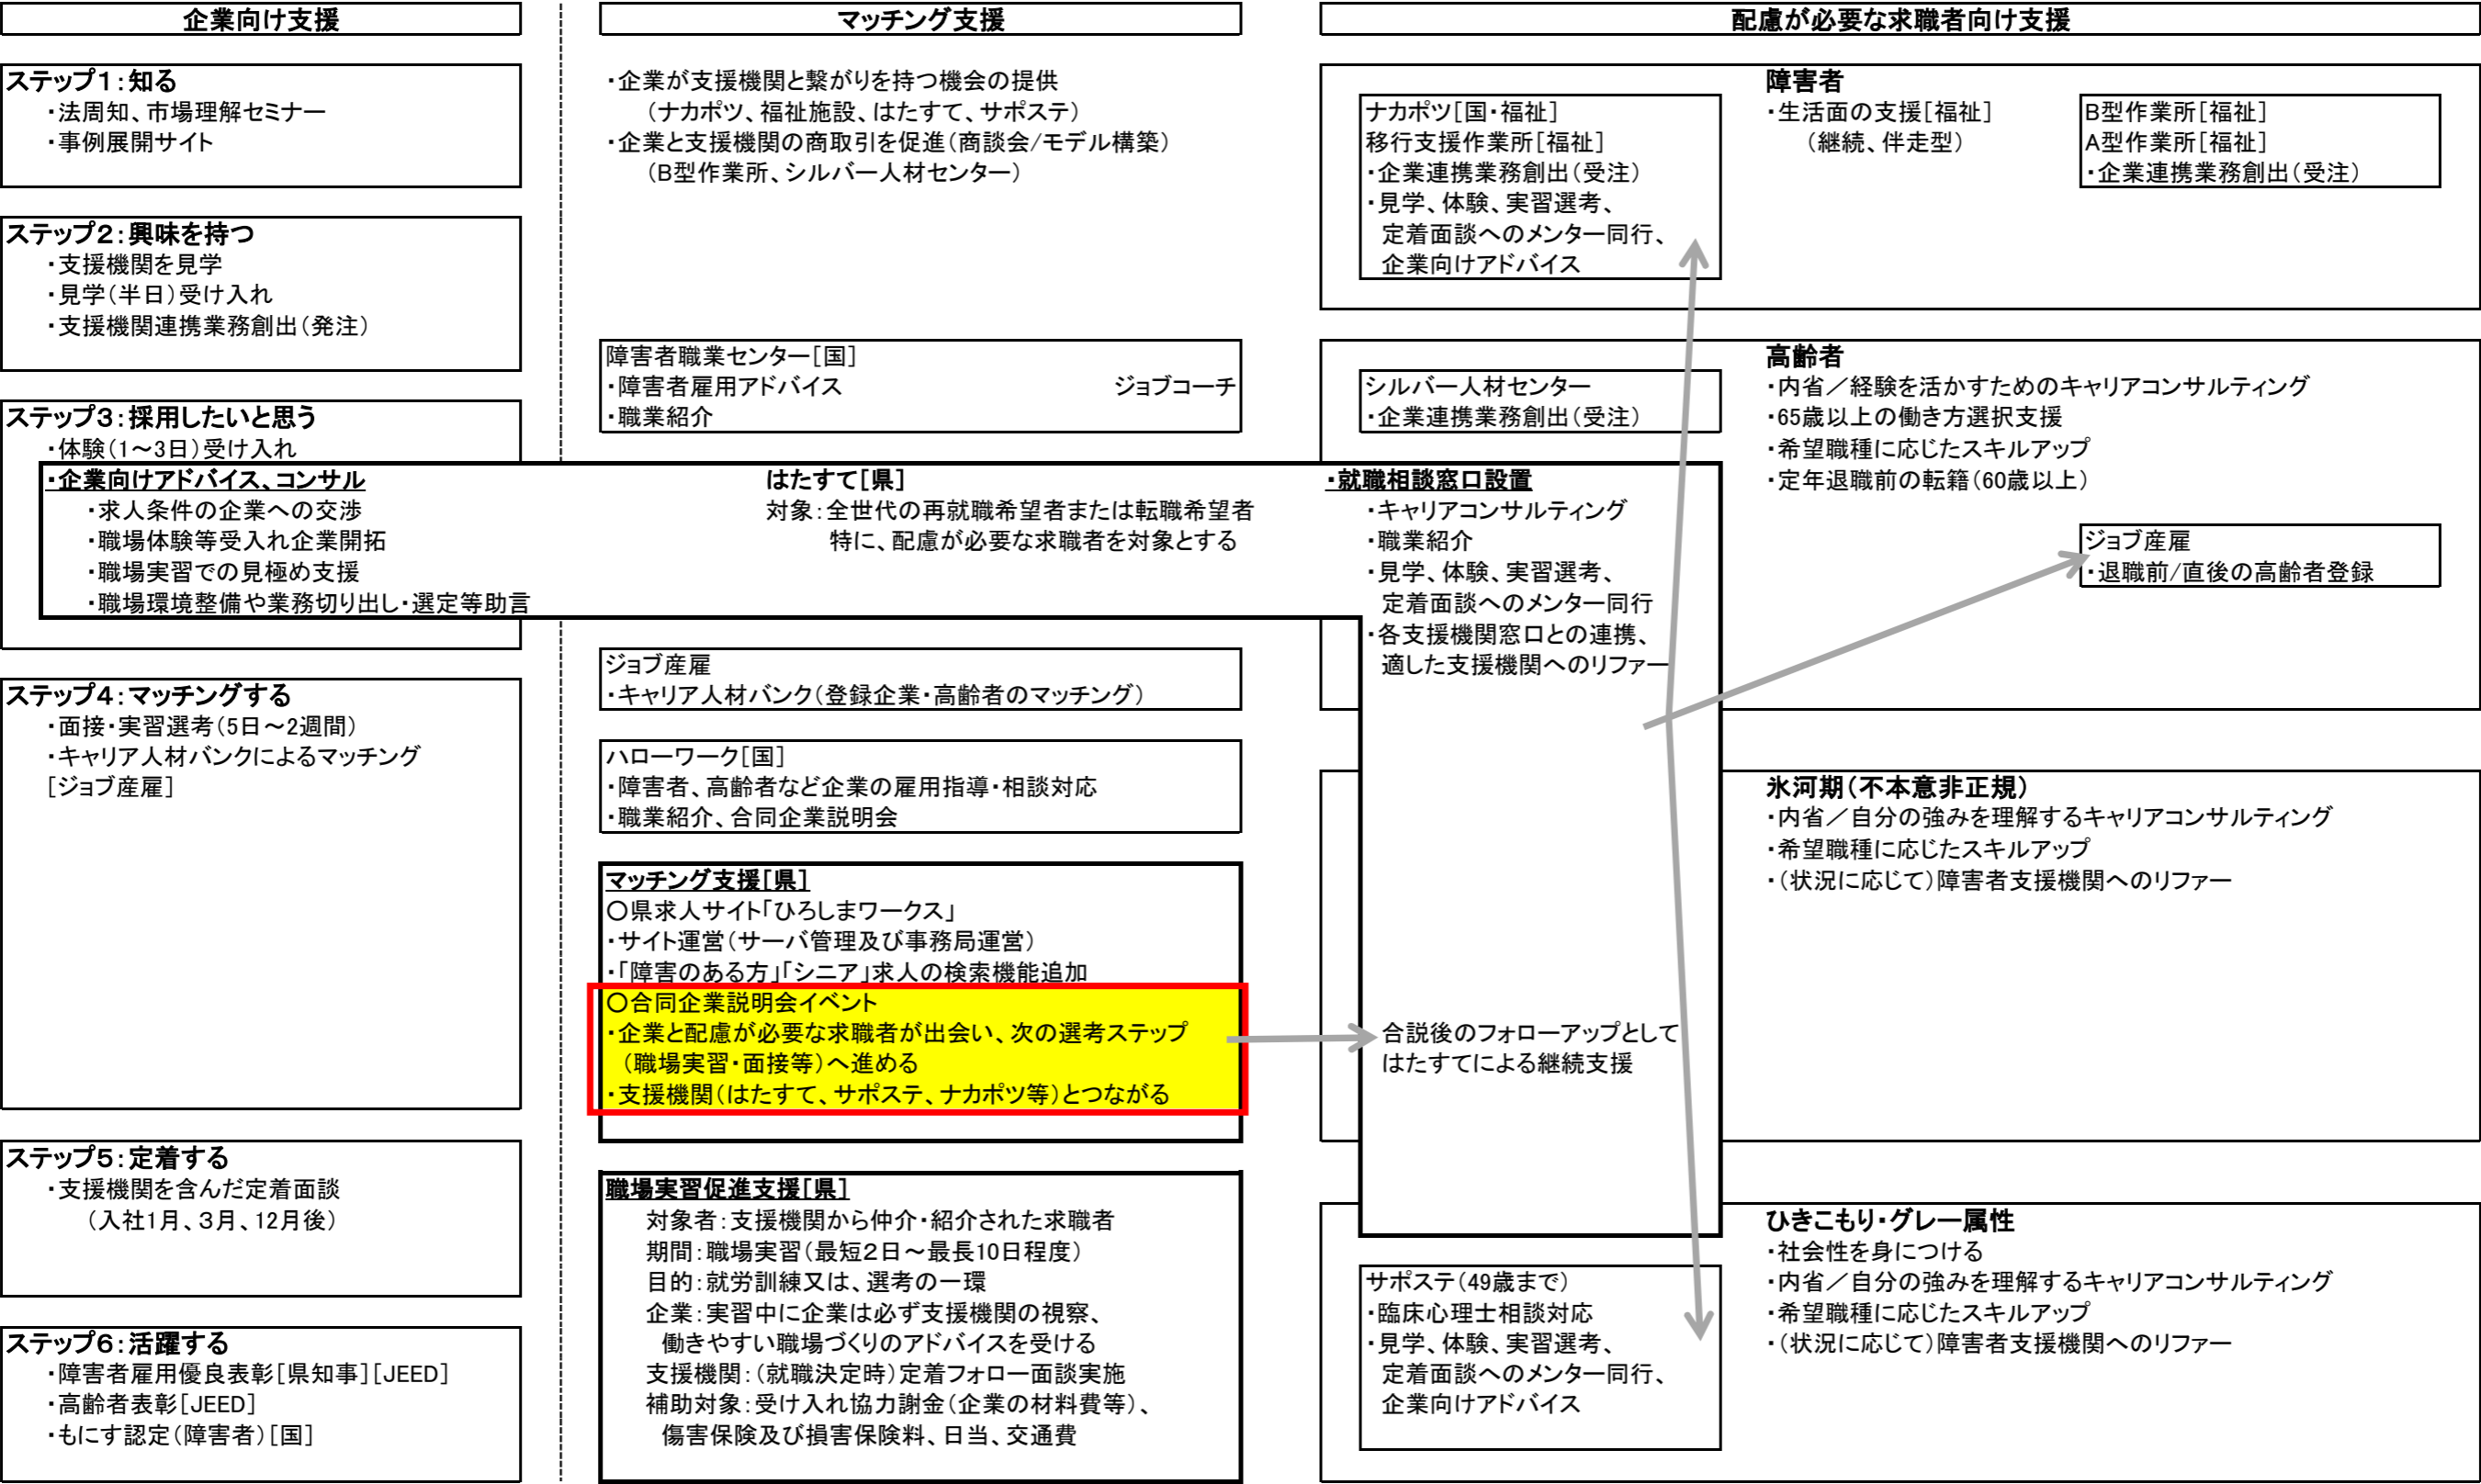 企業向け支援
ステップ1:知る
・法周知、市場理解セミナー
・事例展開サイト
ステップ2:興味を持つ
・支援機関を見学
・見学(半日)受け入れ
・支援機関連携業務創出(発注)
ステップ3:採用したいと思う
・体験(1～3日)受け入れ
・企業向けアドバイス、コンサル
・求人条件の企業への交渉
・職場体験等受入れ企業開拓
・職場実習での見極め支援
・職場環境整備や業務切り出し・選定等助言
ステップ4:マッチングする
・面接・実習選考(5日～2週間)
・キャリア人材バンクによるマッチング
[ジョブ産雇]
ステップ5:定着する
・支援機関を含んだ定着面談
(入社1月、3月、12月後)
ステップ6:活躍する
・障害者雇用優良表彰[県知事][JEED]
・高齢者表彰[JEED]
・もにす認定(障害者)[国]
マッチング支援
・企業が支援機関と繋がりを持つ機会の提供
(ナカポツ、福祉施設、はたすて、サポステ)
・企業と支援機関の商取引を促進(商談会/モデル構築)
(B型作業所、シルバー人材センター)
障害者職業センター[国]
・障害者雇用アドバイス　ジョブコーチ
・職業紹介
はたすて[県]
対象:全世代の再就職希望者または転職希望者
特に、配慮が必要な求職者を対象とする
ジョブ産雇
・キャリア人材バンク(登録企業・高齢者のマッチング)
ハローワーク[国]
・障害者、高齢者など企業の雇用指導・相談対応
・職業紹介、合同企業説明会
マッチング支援[県]
〇県求人サイト「ひろしまワークス」
・サイト運営(サーバ管理及び事務局運営)
・「障害のある方」「シニア」求人の検索機能追加
〇合同企業説明会イベント
・企業と配慮が必要な求職者が出会い、次の選考ステップ
(職場実習・面接等)へ進める
・支援機関(はたすて、サポステ、ナカポツ等)とつながる
職場実習促進支援[県]
対象者:支援機関から仲介・紹介された求職者
期間:職場実習(最短2日～最長10日程度)
目的:就労訓練又は、選考の一環
企業:実習中に企業は必ず支援機関の視察、
働きやすい職場づくりのアドバイスを受ける
支援機関:(就職決定時)定着フォロー面談実施
補助対象:受け入れ協力謝金(企業の材料費等)、
傷害保険及び損害保険料、日当、交通費
配慮が必要な求職者向け支援
障害者
ナカポツ[国・福祉]
移行支援作業所[福祉]
・企業連携業務創出(受注)
・見学、体験、実習選考、
定着面談へのメンター同行、
企業向けアドバイス
・生活面の支援[福祉]
(継続、伴走型)
B型作業所[福祉]
A型作業所[福祉]
・企業連携業務創出(受注)
高齢者
シルバー人材センター
・企業連携業務創出(受注)
・内省／経験を活かすためのキャリアコンサルティング
・65歳以上の働き方選択支援
・希望職種に応じたスキルアップ
・定年退職前の転籍(60歳以上)
ジョブ産雇
・退職前/直後の高齢者登録
・就職相談窓口設置
・キャリアコンサルティング
・職業紹介
・見学、体験、実習選考、
定着面談へのメンター同行
・各支援機関窓口との連携、
適した支援機関へのリファー
合説後のフォローアップとして
はたすてによる継続支援
氷河期(不本意非正規)
・内省／自分の強みを理解するキャリアコンサルティング
・希望職種に応じたスキルアップ
・(状況に応じて)障害者支援機関へのリファー
ひきこもり・グレー属性
・社会性を身につける
・内省／自分の強みを理解するキャリアコンサルティング
・希望職種に応じたスキルアップ
・(状況に応じて)障害者支援機関へのリファー
サポステ(49歳まで)
・臨床心理士相談対応
・見学、体験、実習選考、
定着面談へのメンター同行、
企業向けアドバイス